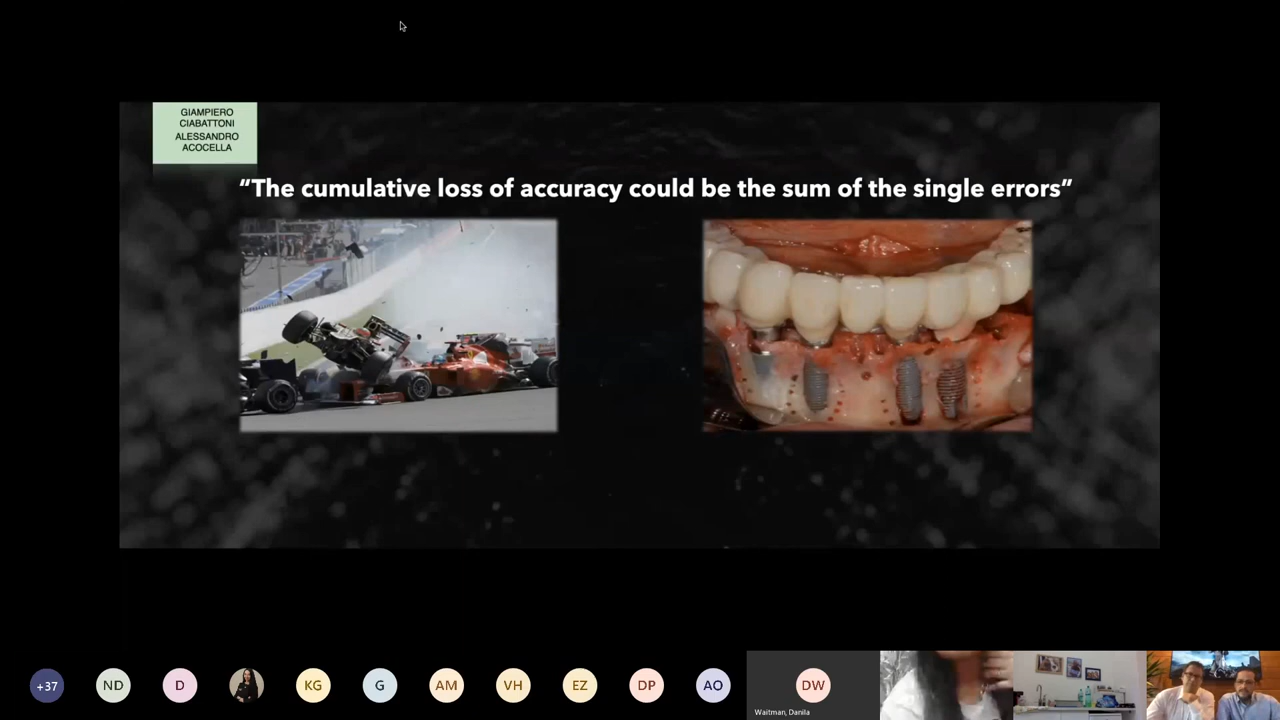 GIAMPIERO
CIABATTONI
ALESSANDRO
ACOCELLA
“The cumulative loss of accuracy could be the sum of the single errors”
+37
ND
D
KG
G
AM
VH
EZ
DP
AO
DW
Waitman, Danila